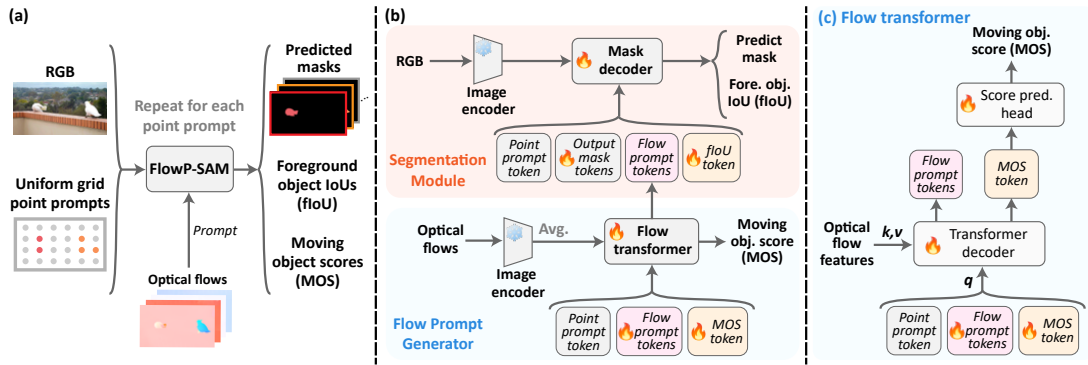 (a)
RGB
Uniform grid
point prompts
Repeat for each
point prompt
FlowP-SAM
Prompt
Optical flows
Predicted
masks
Foreground
object IoUs
(fIoU)
Moving
object scores
(MOS)
(b)
RGB
Image
encoder
Mask
decoder
Predict
mask
Fore. obj.
IoU (fIoU)
Segmentation
Module
Point
prompt
token
Output
mask
tokens
Flow
prompt
tokens
fIoU
token
Optical
flows
Image
encoder
Avg.
Flow
transformer
Moving
obj. score
(MOS)
Flow Prompt
Generator
Point
prompt
token
Flow
prompt
tokens
MOS
token
(c) Flow transformer
Moving obj.
score (MOS)
Score pred.
head
Flow
prompt
tokens
MOS
token
Optical
flow
features
k,v
Transformer
decoder
q
Point
prompt
token
Flow
prompt
tokens
MOS
token